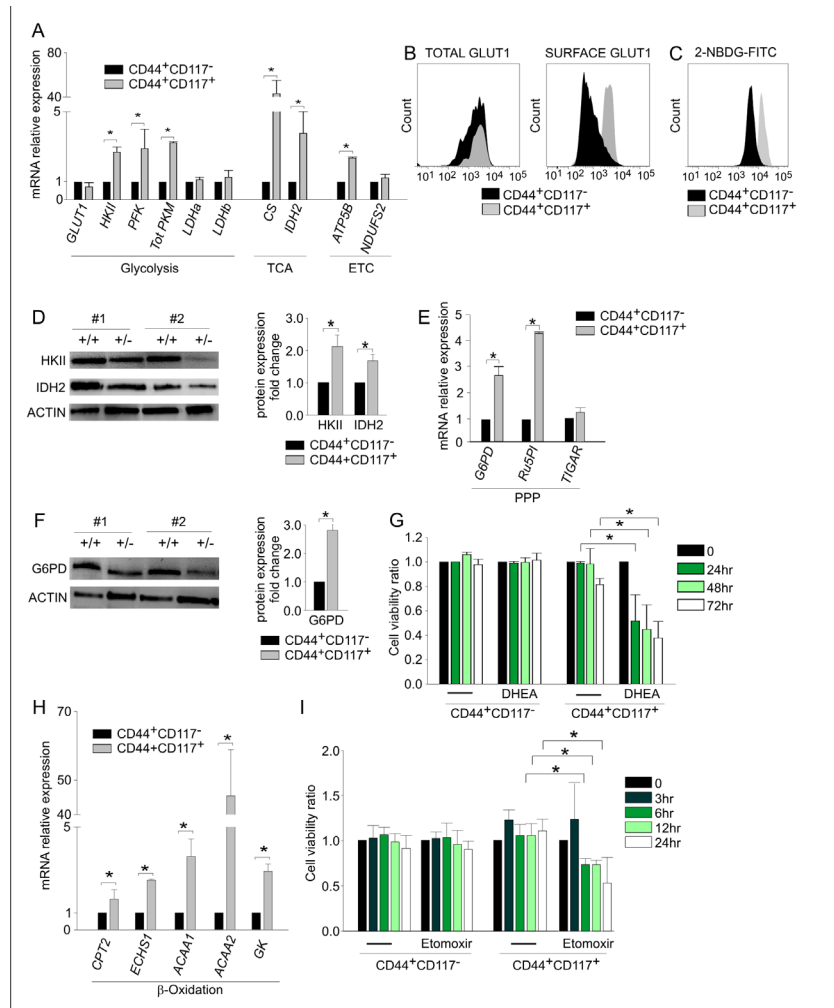 A
80
40
5
1
0
mRNA relative expression
CD44+CD117-
CD44+CD117+
* * * * * *
GLUT1 HKII PFK Tot PKM LDHa LDHb CS IDH2 ATP5B NDUFS2
Glycolysis TCA ETC
B
TOTAL GLUT1 SURFACE GLUT1
Count Count
10¹ 10² 10³ 10⁴ 10⁵ 10¹ 10² 10³ 10⁴ 10⁵
CD44+CD117-
CD44+CD117+
C
2-NBDG-FITC
Count
10¹ 10² 10³ 10⁴ 10⁵
CD44+CD117-
CD44+CD117+
D
#1 #2
+/+ +/- +/+ +/-
HKII
IDH2
ACTIN
protein expression
fold change
3.0
2.0
1.0
0.0
* *
HKII IDH2
CD44+CD117-
CD44+CD117+
E
mRNA relative expression
5
4
3
2
1
0
CD44+CD117-
CD44+CD117+
* *
G6PD Ru5PI TIGAR
PPP
F
#1 #2
+/+ +/- +/+ +/-
G6PD
ACTIN
protein expression
fold change
3.0
2.0
1.0
0.0
*
G6PD
CD44+CD117-
CD44+CD117+
G
Cell viability ratio
1.2
1.0
0.8
0.6
0.4
0.2
0.0
*
*
*
0
24hr
48hr
72hr
DHEA DHEA
CD44+CD117- CD44+CD117+
H
mRNA relative expression
70
50
40
5
1
0
CD44+CD117-
CD44+CD117+
* * * * *
CPT2 ECHS1 ACAA1 ACAA2 GK
β-Oxidation
I
Cell viability ratio
2.0
1.5
1.0
0.5
0.0
*
*
*
0
3hr
6hr
12hr
24hr
Etomoxir Etomoxir
CD44+CD117- CD44+CD117+